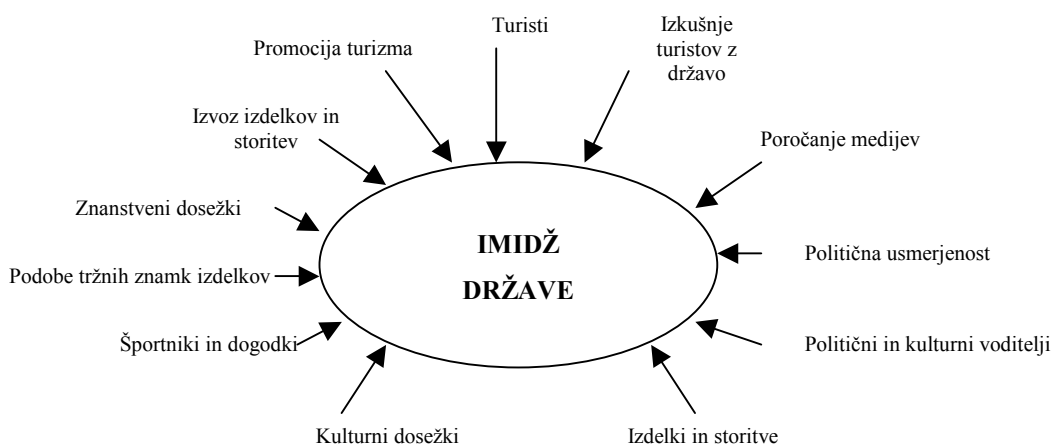 Turisti
Promocija turizma
Izkušnje
turistov z
državo
Izvoz izdelkov in
storitev
Poročanje medijev
Znanstveni dosežki
IMIDŽ
DRŽAVE
Politična usmerjenost
Podobe tržnih znamk izdelkov
Športniki in dogodki
Politični in kulturni voditelji
Kulturni dosežki
Izdelki in storitve